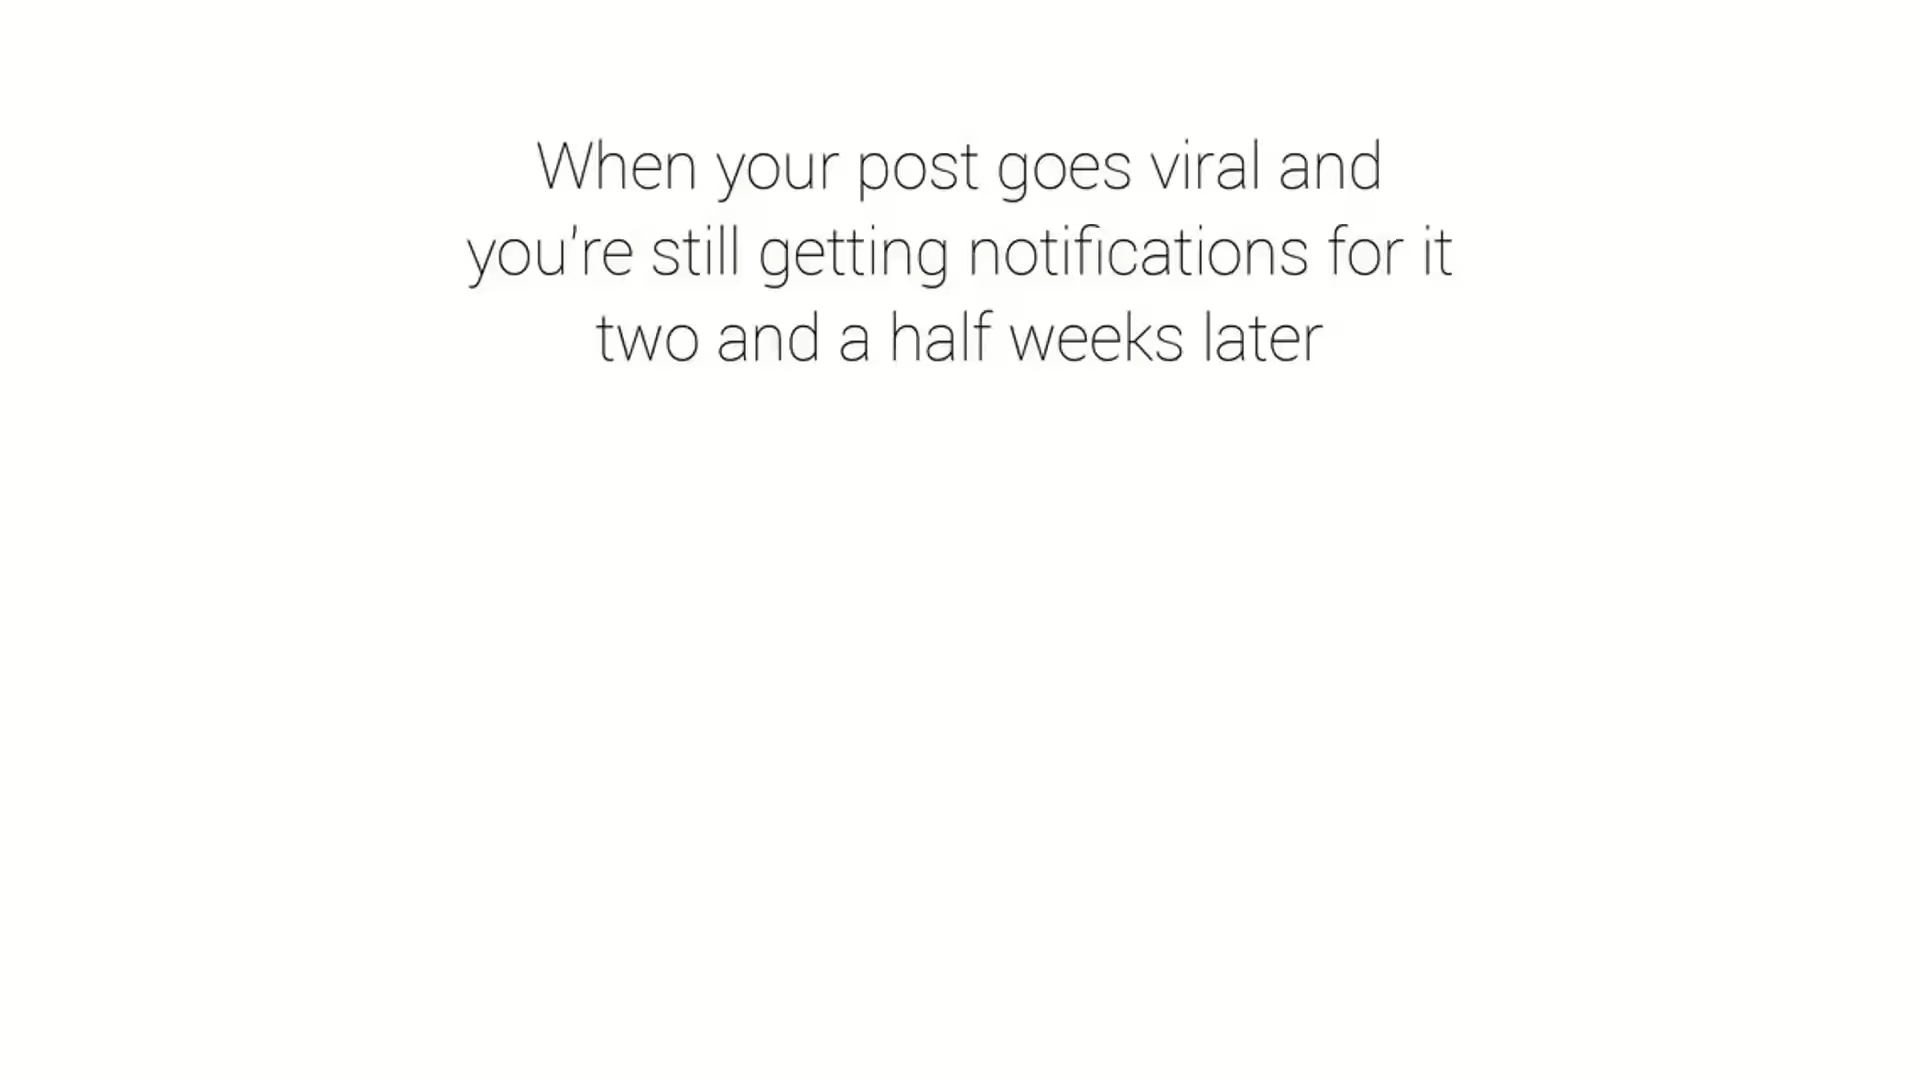 When your post goes viral and
you're still getting notifications for it
two and a half weeks later